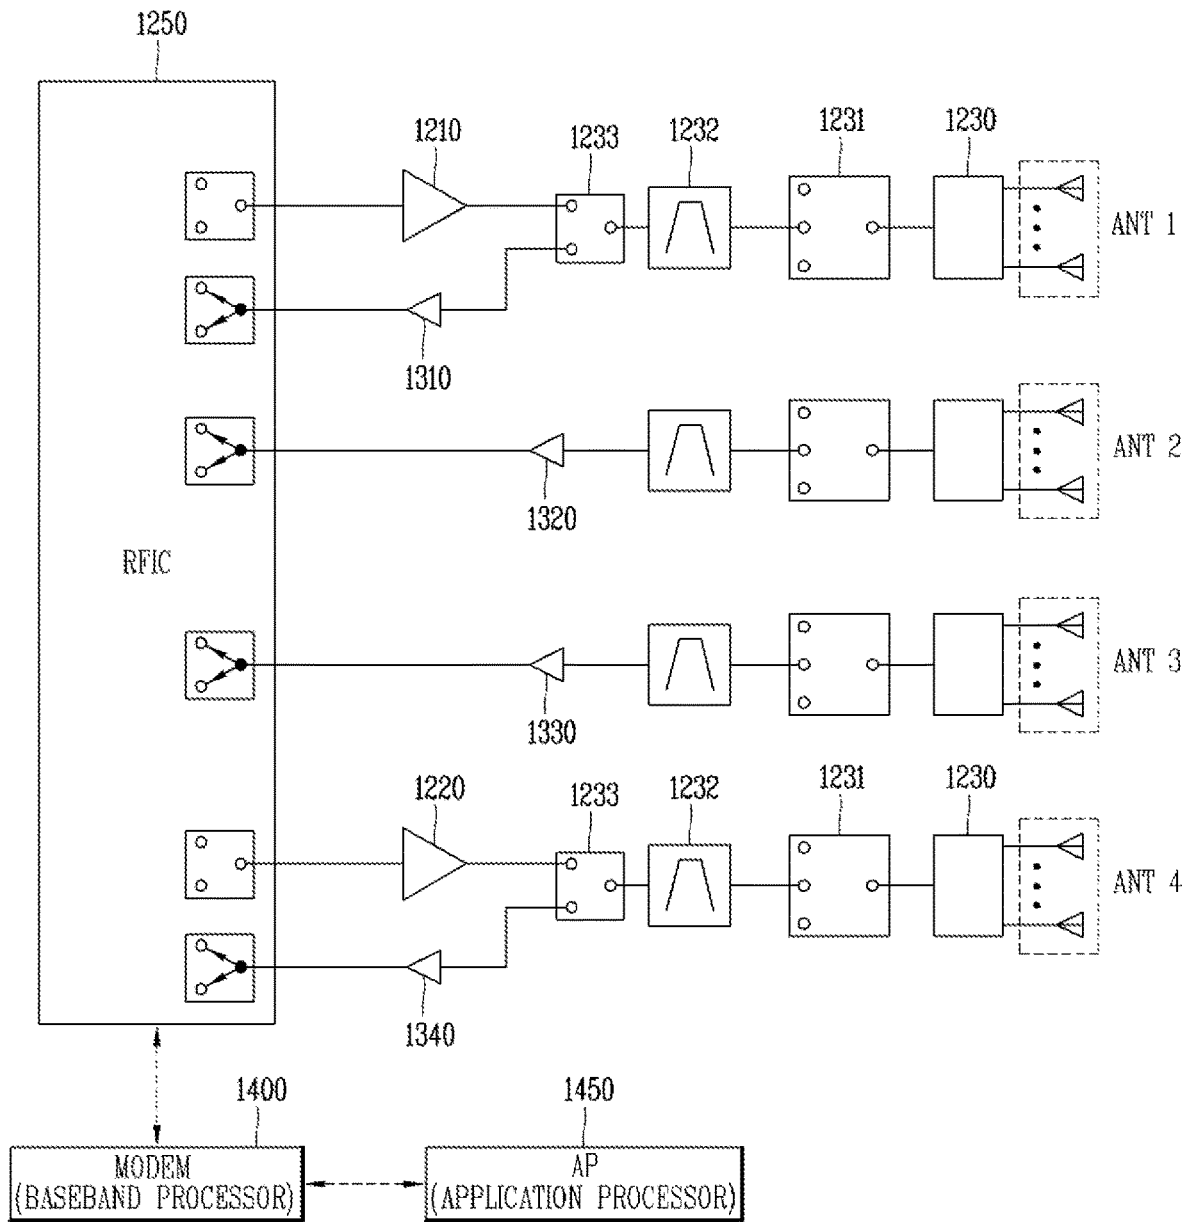 1250
1210
1233
1232
1231
1230
ANT 1
1310
ANT 2
1320
RFIC
ANT 3
1330
1220
1233
1232
1231
1230
ANT 4
1340
1400
1450
MODEM
(BASEBAND PROCESSOR)
AP
(APPLICATION PROCESSOR)